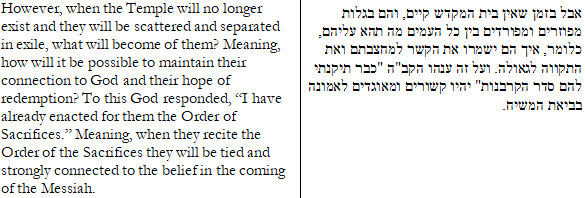 However, when the Temple will no longer
exist and they will be scattered and separated
in exile, what will become of them? Meaning,
how will it be possible to maintain their
connection to God and their hope of
redemption? To this God responded, “I have
already enacted for them the Order of
Sacrifices.” Meaning, when they recite the
Order of the Sacrifices they will be tied and
strongly connected to the belief in the coming
of the Messiah.
אבל בזמן שאין בית המקדש קיים, והם בגלות
מפוזרים ומפורדים בין כל העמים מה תהא עליהם,
כלומר, איך הם ישמרו את הקשר למחצבתם ואת
התקווה לגאולה. ועל זה ענהו הקב"ה "כבר תיקנתי
להם סדר הקרבנות" יהיו קשורים ומאוגדים לאמונה
בביאת המשיח.